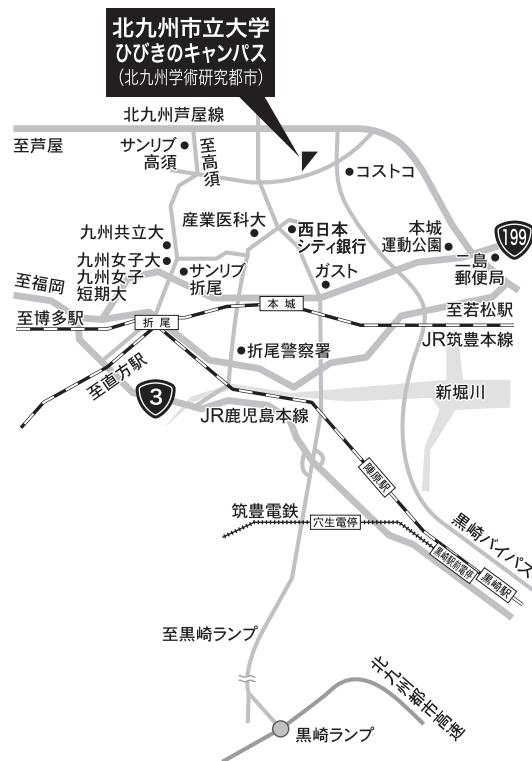 北九州市立大学
ひびきのキャンパス
（北九州学術研究都市）
北九州芦屋線
至芦屋
サンリブ
高須
至高須
コストコ
産業医科大
西日本
シティ銀行
本城
運動公園
199
九州共立大
九州女子大
九州女子
短期大
サンリブ
折尾
ガスト
二島
郵便局
至福岡
本城
至博多駅
折尾
至若松駅
JR筑豊本線
折尾警察署
至直方駅
3
JR鹿児島本線
新堀川
陣原駅
筑豊電鉄
穴生電停
黒崎バイパス
黒崎駅前電停
黒崎駅
至黒崎ランプ
北九州都市高速
黒崎ランプ